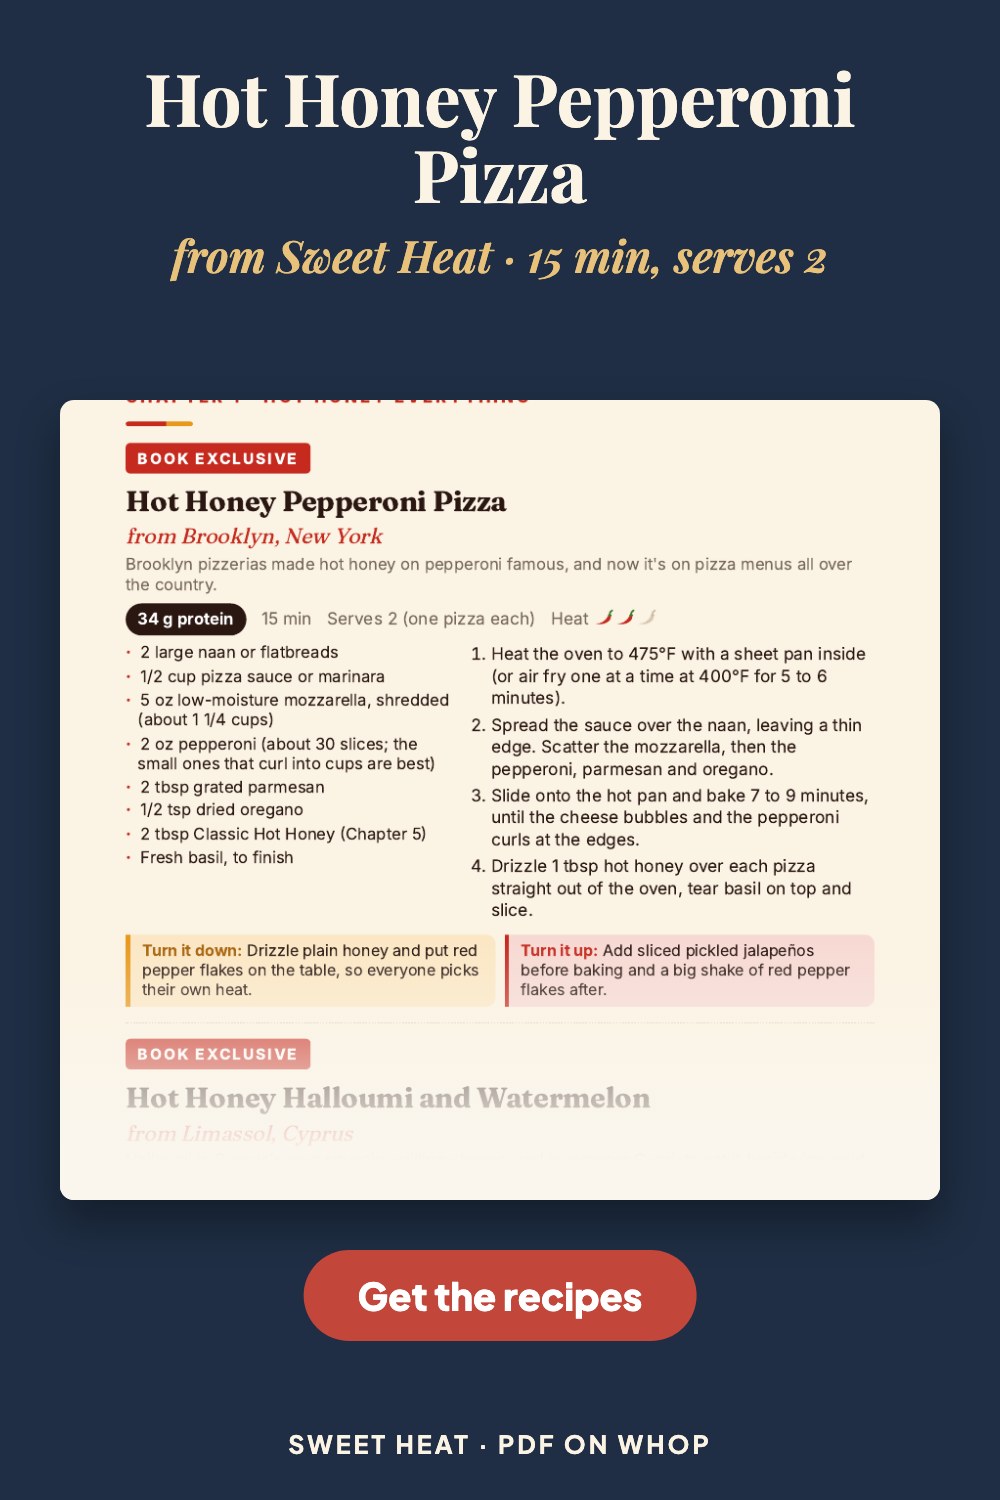 Hot Honey Pepperoni
Pizza
from Sweet Heat · 15 min, serves 2
BOOK EXCLUSIVE
Hot Honey Pepperoni Pizza
from Brooklyn, New York
Brooklyn pizzerias made hot honey on pepperoni famous, and now it's on pizza menus all over
the country.
34 g protein 15 min Serves 2 (one pizza each) Heat
· 2 large naan or flatbreads
· 1/2 cup pizza sauce or marinara
· 5 oz low-moisture mozzarella, shredded
(about 1 1/4 cups)
· 2 oz pepperoni (about 30 slices; the
small ones that curl into cups are best)
· 2 tbsp grated parmesan
· 1/2 tsp dried oregano
· 2 tbsp Classic Hot Honey (Chapter 5)
· Fresh basil, to finish
1. Heat the oven to 475°F with a sheet pan inside
(or air fry one at a time at 400°F for 5 to 6
minutes).
2. Spread the sauce over the naan, leaving a thin
edge. Scatter the mozzarella, then the
pepperoni, parmesan and oregano.
3. Slide onto the hot pan and bake 7 to 9 minutes,
until the cheese bubbles and the pepperoni
curls at the edges.
4. Drizzle 1 tbsp hot honey over each pizza
straight out of the oven, tear basil on top and
slice.
Turn it down: Drizzle plain honey and put red
pepper flakes on the table, so everyone picks
their own heat.
Turn it up: Add sliced pickled jalapeños
before baking and a big shake of red pepper
flakes after.
BOOK EXCLUSIVE
Hot Honey Halloumi and Watermelon
from Limassol, Cyprus
Get the recipes
SWEET HEAT · PDF ON WHOP